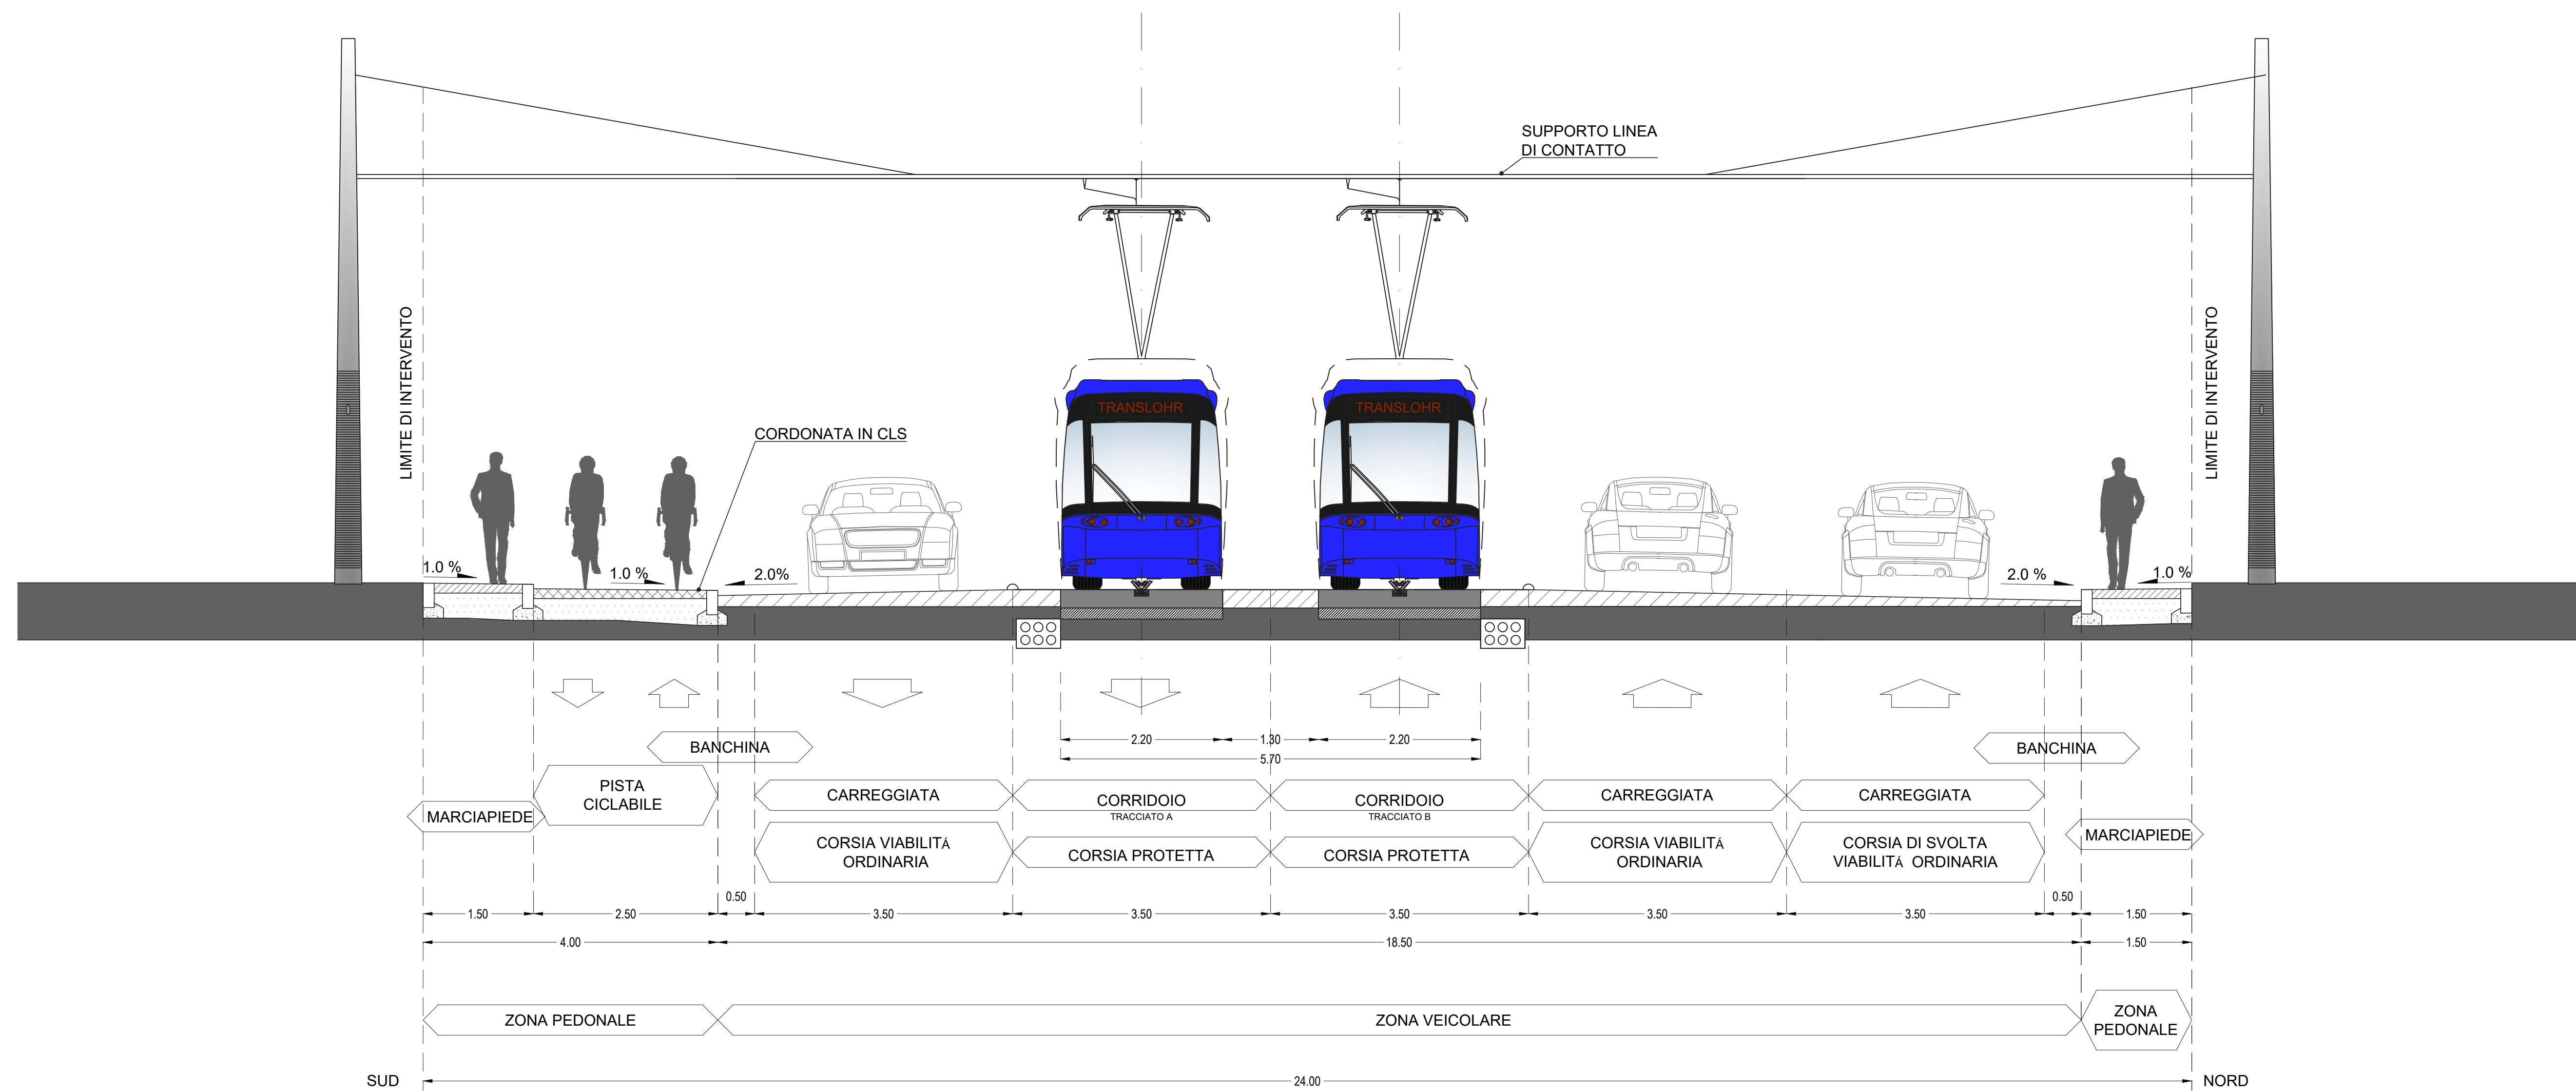 SUPPORTO LINEA
DI CONTATTO
LIMITE DI INTERVENTO
LIMITE DI INTERVENTO
TRANSLOHR
TRANSLOHR
CORDONATA IN CLS
1.0 %
1.0 %
2.0%
2.0 %
1.0 %
2.20
1.30
2.20
5.70
BANCHINA
BANCHINA
PISTA
CICLABILE
MARCIAPIEDE
CARREGGIATA
CORRIDOIO
TRACCIATO A
CORRIDOIO
TRACCIATO B
CARREGGIATA
CARREGGIATA
MARCIAPIEDE
CORSIA VIABILITÁ
ORDINARIA
CORSIA PROTETTA
CORSIA PROTETTA
CORSIA VIABILITÁ
ORDINARIA
CORSIA DI SVOLTA
VIABILITÁ ORDINARIA
1.50
2.50
0.50
3.50
3.50
3.50
3.50
3.50
0.50
1.50
4.00
18.50
1.50
ZONA PEDONALE
ZONA VEICOLARE
ZONA
PEDONALE
SUD
24.00
NORD